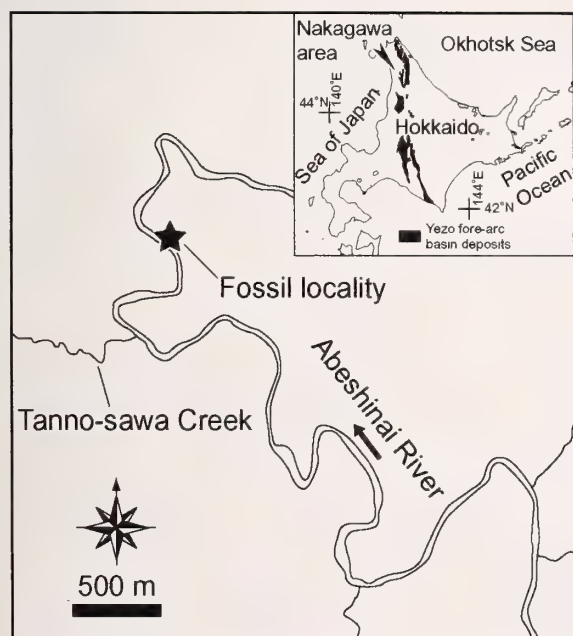 Nakagawa
area
Okhotsk Sea
44°N
140°E
Sea of Japan
Hokkaido
Pacific
Ocean
144°E
42°N
Yezo fore-arc
basin deposits
Fossil locality
Abeshinai River
Tanno-sawa Creek
500 m